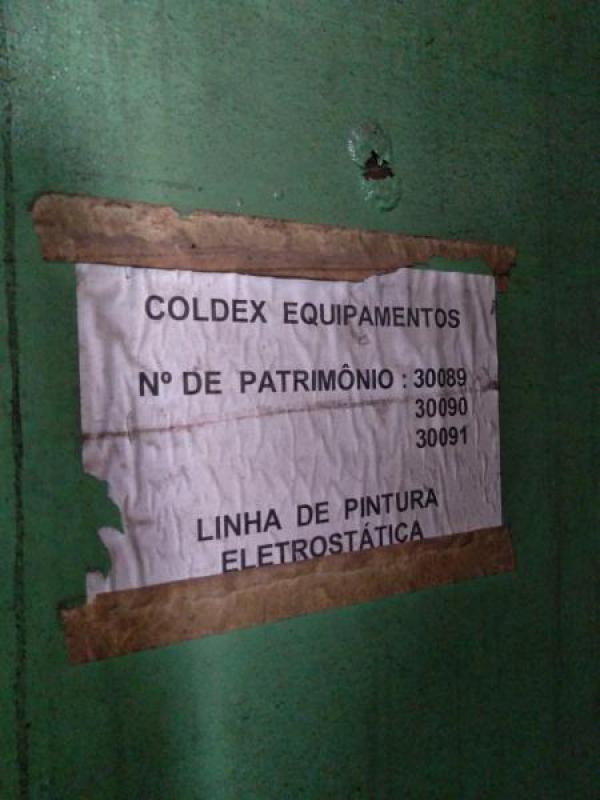 COLDEX EQUIPAMENTOS
Nº DE PATRIMÔNIO : 30089
30090
30091
LINHA DE PINTURA
ELETROSTÁTICA